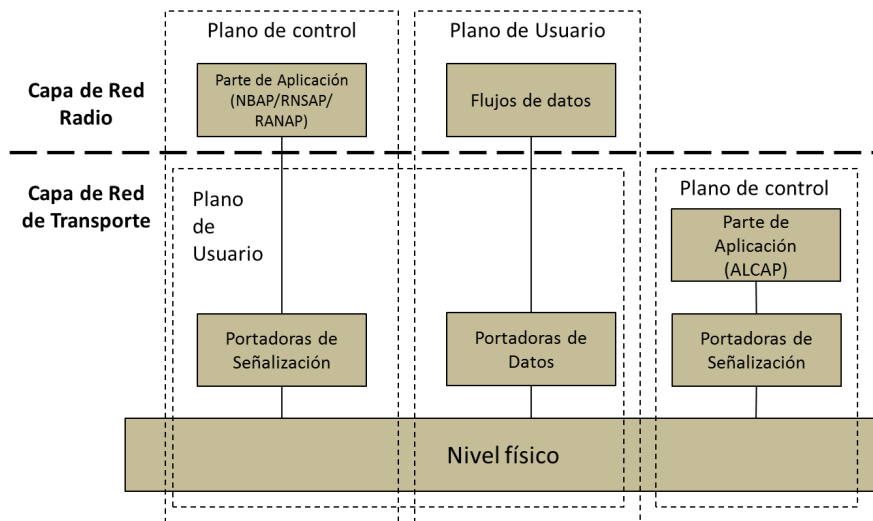 Plano de control
Plano de Usuario
Capa de Red
Radio
Parte de Aplicación
(NBAP/RNSAP/
RANAP)
Flujos de datos
Capa de Red
de Transporte
Plano
de
Usuario
Plano de control
Parte de
Aplicación
(ALCAP)
Portadoras de
Señalización
Portadoras de
Datos
Portadoras de
Señalización
Nivel físico